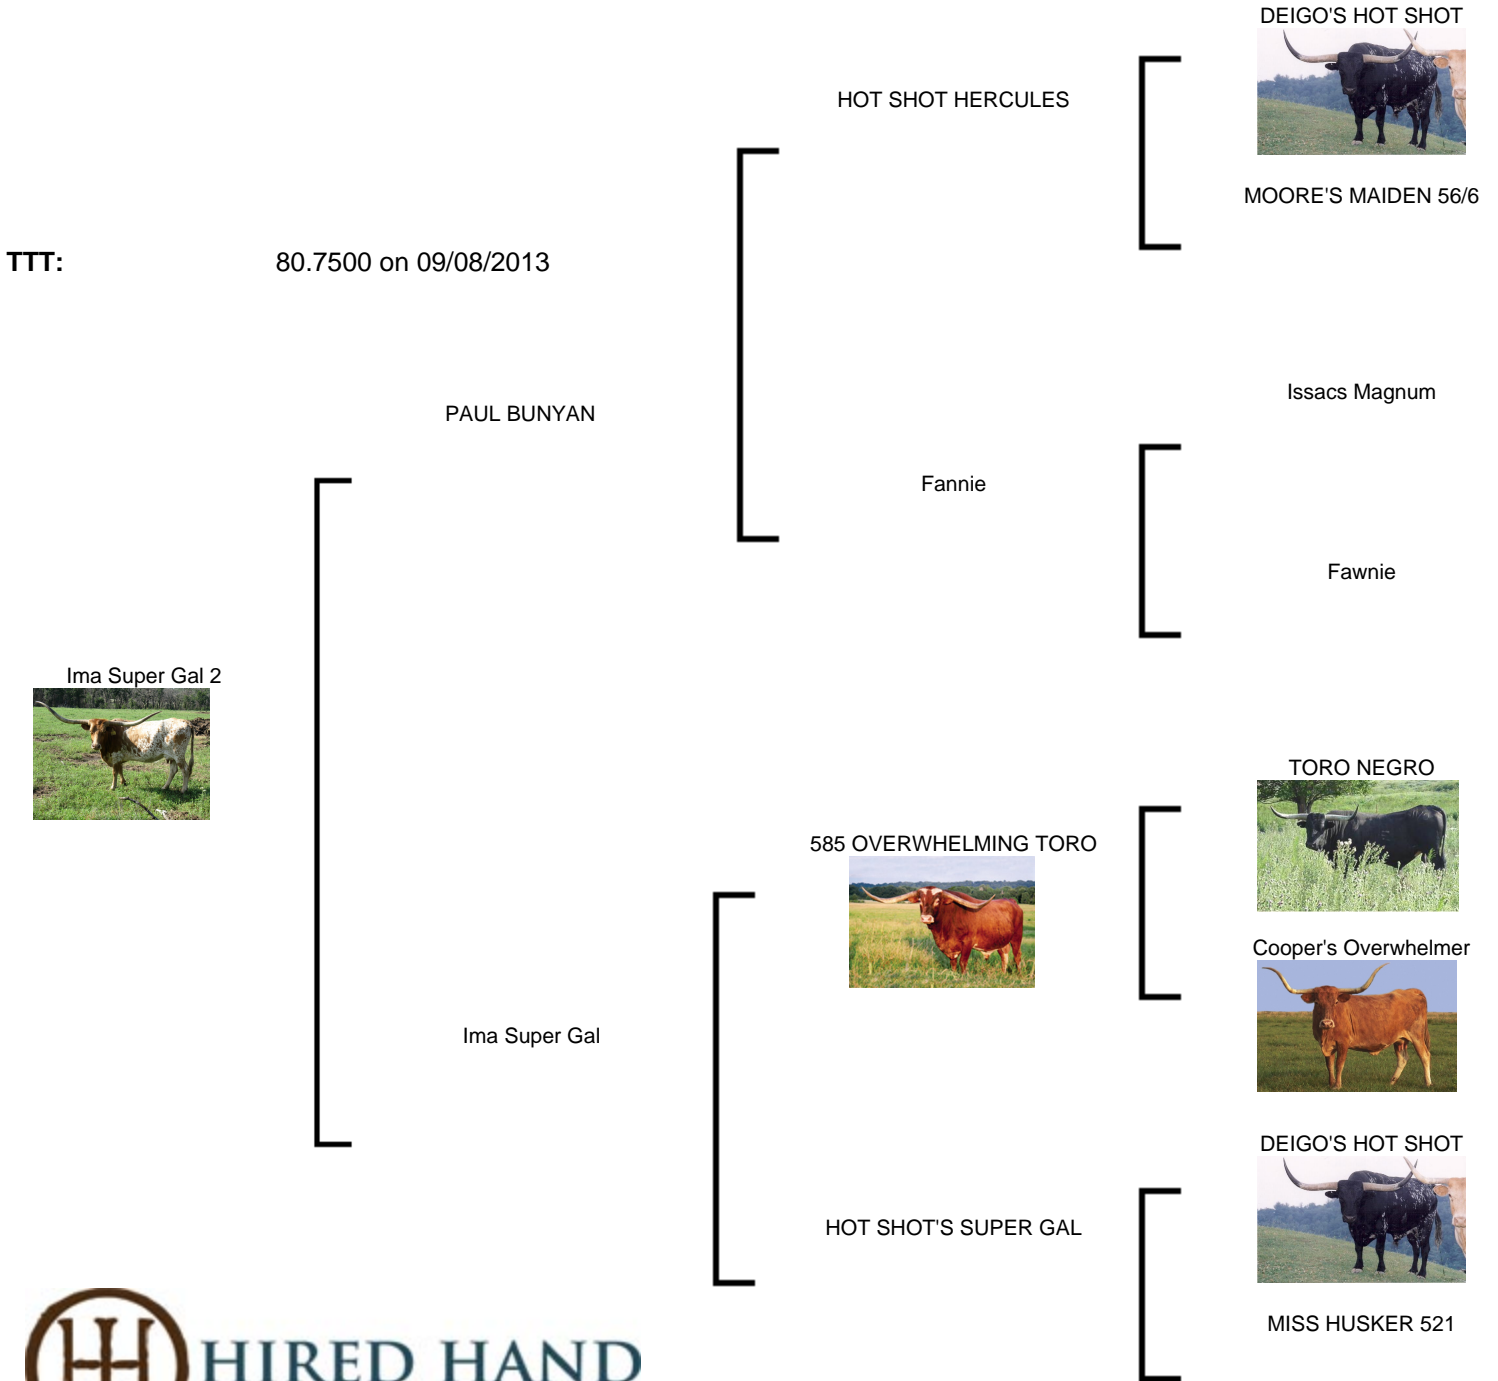 DEIGO'S HOT SHOT
HOT SHOT HERCULES
MOORE'S MAIDEN 56/6
TTT: 80.7500 on 09/08/2013
Issacs Magnum
PAUL BUNYAN
Fannie
Fawnie
Ima Super Gal 2
TORO NEGRO
585 OVERWHELMING TORO
Cooper's Overwhelmer
Ima Super Gal
DEIGO'S HOT SHOT
HOT SHOT'S SUPER GAL
MISS HUSKER 521
HIRED HAND